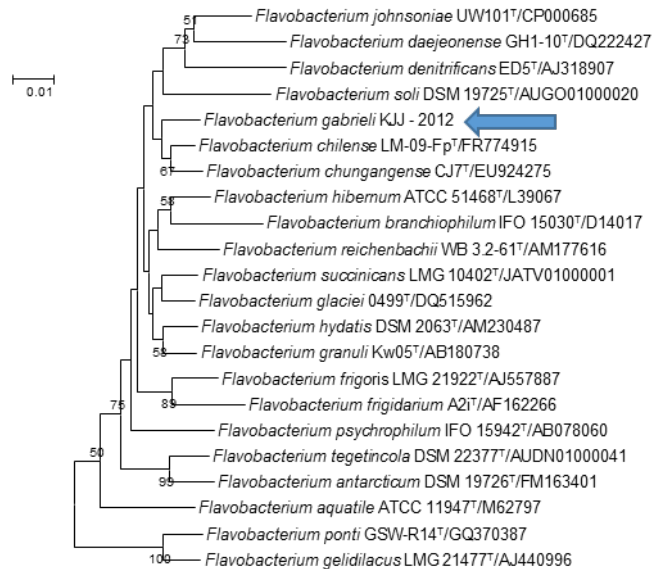 51
Flavobacterium johnsoniae UW101ᵀ/CP000685
73
Flavobacterium daejeonense GH1-10ᵀ/DQ222427
Flavobacterium denitrificans ED5ᵀ/AJ318907
0.01
Flavobacterium soli DSM 19725ᵀ/AUGO01000020
Flavobacterium gabrieli KJJ - 2012
Flavobacterium chilense LM-09-Fpᵀ/FR774915
67
Flavobacterium chungangense CJ7ᵀ/EU924275
58
Flavobacterium hibernum ATCC 51468ᵀ/L39067
Flavobacterium branchiophilum IFO 15030ᵀ/D14017
Flavobacterium reichenbachii WB 3.2-61ᵀ/AM177616
Flavobacterium succinicans LMG 10402ᵀ/JATV01000001
Flavobacterium glaciei 0499ᵀ/DQ515962
Flavobacterium hydatis DSM 2063ᵀ/AM230487
58
Flavobacterium granuli Kw05ᵀ/AB180738
Flavobacterium frigoris LMG 21922ᵀ/AJ557887
75
89
Flavobacterium frigidarium A2iᵀ/AF162266
Flavobacterium psychrophilum IFO 15942ᵀ/AB078060
50
Flavobacterium tegetincola DSM 22377ᵀ/AUDN01000041
99
Flavobacterium antarcticum DSM 19726ᵀ/FM163401
Flavobacterium aquatile ATCC 11947ᵀ/M62797
Flavobacterium ponti GSW-R14ᵀ/GQ370387
100
Flavobacterium gelidilacus LMG 21477ᵀ/AJ440996